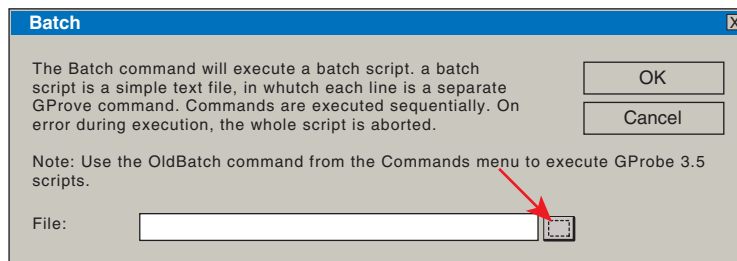 Batch
X
The Batch command will execute a batch script. a batch
script is a simple text file, in whutch each line is a separate
GProve command. Commands are executed sequentially. On
error during execution, the whole script is aborted.
OK
Cancel
Note: Use the OldBatch command from the Commands menu to execute GProbe 3.5
scripts.
File: